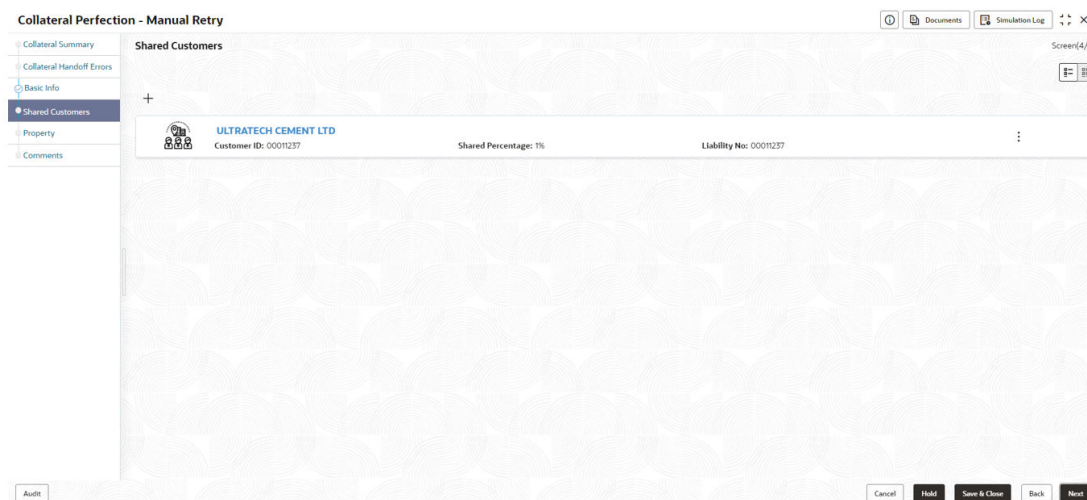 Collateral Perfection - Manual Retry
Documents
Simulation Log
Collateral Summary
Shared Customers
Screen(4/
Collateral Handoff Errors
Basic Info
Shared Customers
Property
Comments
ULTRATECH CEMENT LTD
Customer ID: 00011237 Shared Percentage: 1% Liability No: 00011237
Audit
Cancel Hold Save & Close Back Next